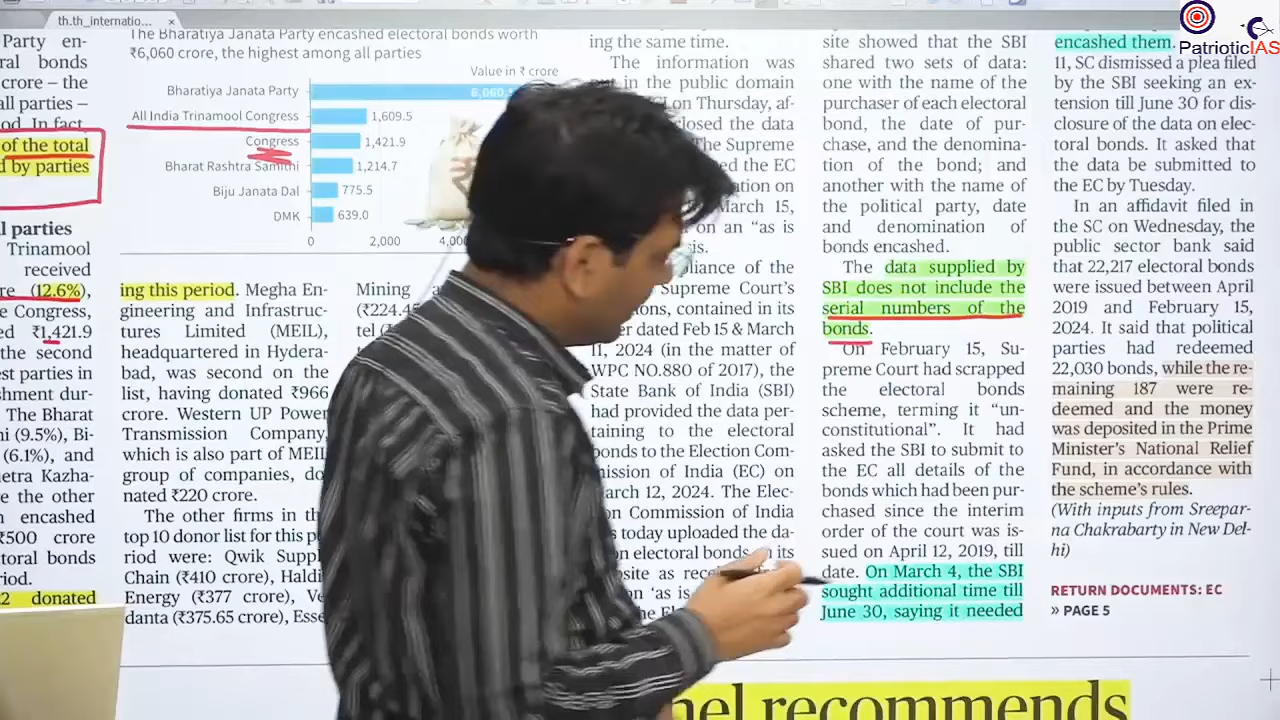 th.th_internatio...
×
PatrioticIAS
Party en-
ral bonds
crore – the
all parties –
od. In fact,
of the total
d by parties
l parties
Trinamool
received
re (12.6%),
e Congress,
ed ₹1,421.9
the second
est parties in
shment dur-
The Bharat
hi (9.5%), Bi-
(6.1%), and
etra Kazha-
re the other
n encashed
₹500 crore
toral bonds
riod.
22 donated
The Bharatiya Janata Party encashed electoral bonds worth
₹6,060 crore, the highest among all parties
Value in ₹ crore
Bharatiya Janata Party 6,060.
All India Trinamool Congress 1,609.5
Congress 1,421.9
Bharat Rashtra Samithi 1,214.7
Biju Janata Dal 775.5
DMK 639.0
0 2,000 4,00
ing this period. Megha En-
gineering and Infrastruc-
tures Limited (MEIL),
headquartered in Hydera-
bad, was second on the
list, having donated ₹966
crore. Western UP Power
Transmission Company,
which is also part of MEIL
group of companies, do
nated ₹220 crore.
The other firms in th
top 10 donor list for this p
riod were: Qwik Suppl
Chain (₹410 crore), Haldi
Energy (₹377 crore), Ve
danta (₹375.65 crore), Esse
Mining a
(₹224.45
tel (₹
ing the same time.
The information was
in the public domain
on Thursday, af-
losed the data
The Supreme
ed the EC
ation on
March 15,
on an “as is
sis.
liance of the
Supreme Court’s
ons, contained in its
r dated Feb 15 & March
11, 2024 (in the matter of
WPC NO.880 of 2017), the
State Bank of India (SBI)
had provided the data per-
taining to the electoral
bonds to the Election Com-
mission of India (EC) on
March 12, 2024. The Elec-
on Commission of India
s today uploaded the da-
on electoral bonds n its
site as rece
on ‘as is
he El
site showed that the SBI
shared two sets of data:
one with the name of the
purchaser of each electoral
bond, the date of pur-
chase, and the denomina-
tion of the bond; and
another with the name of
the political party, date
and denomination of
bonds encashed.
The data supplied by
SBI does not include the
serial numbers of the
bonds.
On February 15, Su-
preme Court had scrapped
the electoral bonds
scheme, terming it “un-
constitutional”. It had
asked the SBI to submit to
the EC all details of the
bonds which had been pur-
chased since the interim
order of the court was is-
sued on April 12, 2019, till
date. On March 4, the SBI
sought additional time till
June 30, saying it needed
encashed them.
11, SC dismissed a plea filed
by the SBI seeking an ex-
tension till June 30 for dis-
closure of the data on elec-
toral bonds. It asked that
the data be submitted to
the EC by Tuesday.
In an affidavit filed in
the SC on Wednesday, the
public sector bank said
that 22,217 electoral bonds
were issued between April
2019 and February 15,
2024. It said that political
parties had redeemed
22,030 bonds, while the re-
maining 187 were re-
deemed and the money
was deposited in the Prime
Minister’s National Relief
Fund, in accordance with
the scheme’s rules.
(With inputs from Sreepar-
na Chakrabarty in New Del-
hi)
RETURN DOCUMENTS: EC
» PAGE 5
nel recommends